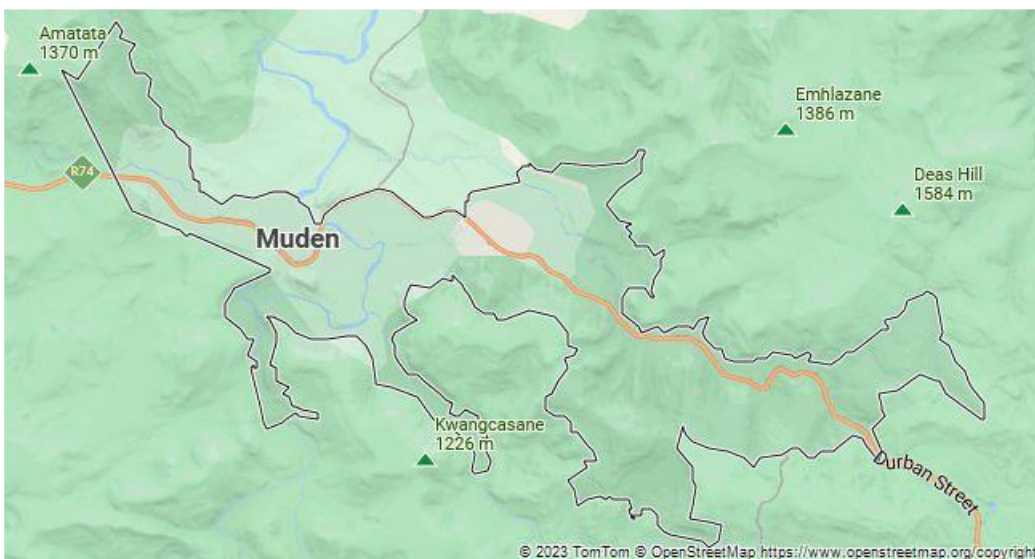 Amatata
1370 m
Emhlazane
1386 m
R74
Deas Hill
1584 m
Muden
Kwangcasane
1226 m
Durban Street
© 2023 TomTom © OpenStreetMap https://www.openstreetmap.org/copyright